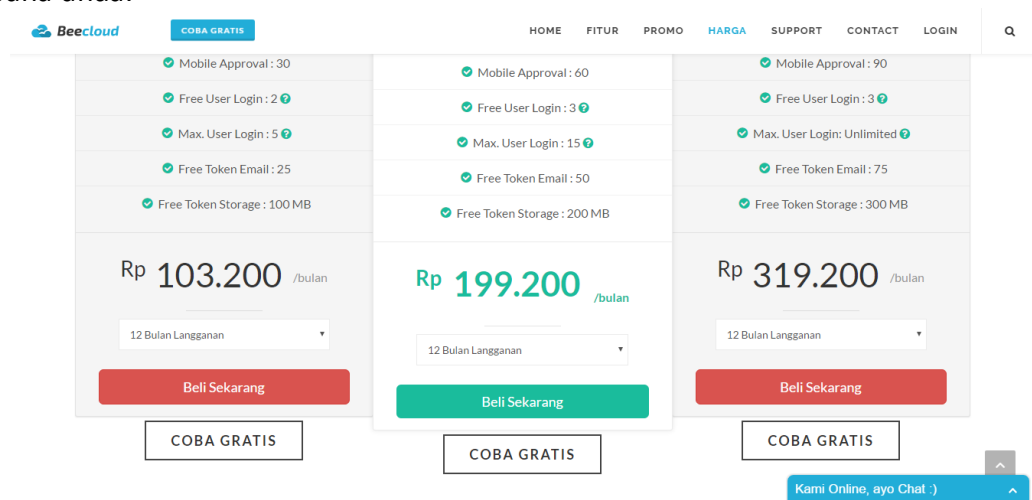 Beecloud
COBA GRATIS
HOME FITUR PROMO HARGA SUPPORT CONTACT LOGIN
Mobile Approval : 30
Free User Login : 2
Max. User Login : 5
Free Token Email : 25
Free Token Storage : 100 MB
Rp 103.200 /bulan
12 Bulan Langganan
Beli Sekarang
COBA GRATIS
Mobile Approval : 60
Free User Login : 3
Max. User Login : 15
Free Token Email : 50
Free Token Storage : 200 MB
Rp 199.200 /bulan
12 Bulan Langganan
Beli Sekarang
COBA GRATIS
Mobile Approval : 90
Free User Login : 3
Max. User Login: Unlimited
Free Token Email : 75
Free Token Storage : 300 MB
Rp 319.200 /bulan
12 Bulan Langganan
Beli Sekarang
COBA GRATIS
Kami Online, ayo Chat :)